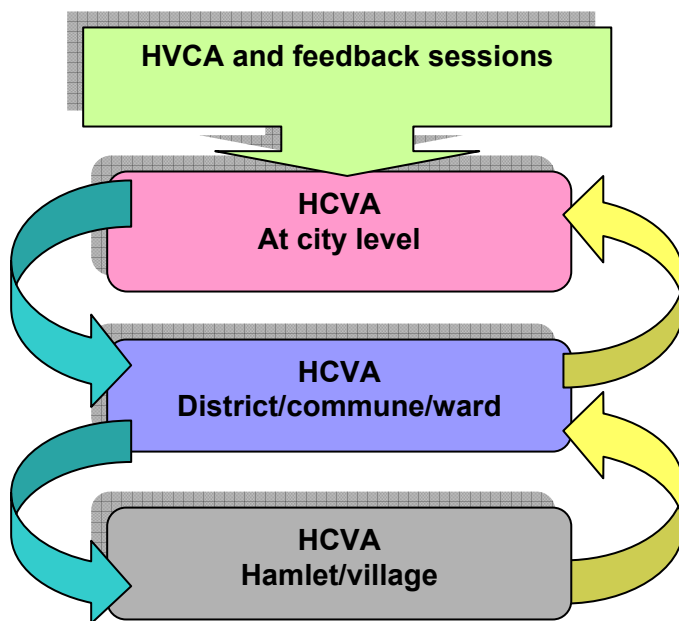 HVCA and feedback sessions
HCVA
At city level
HCVA
District/commune/ward
HCVA
Hamlet/village